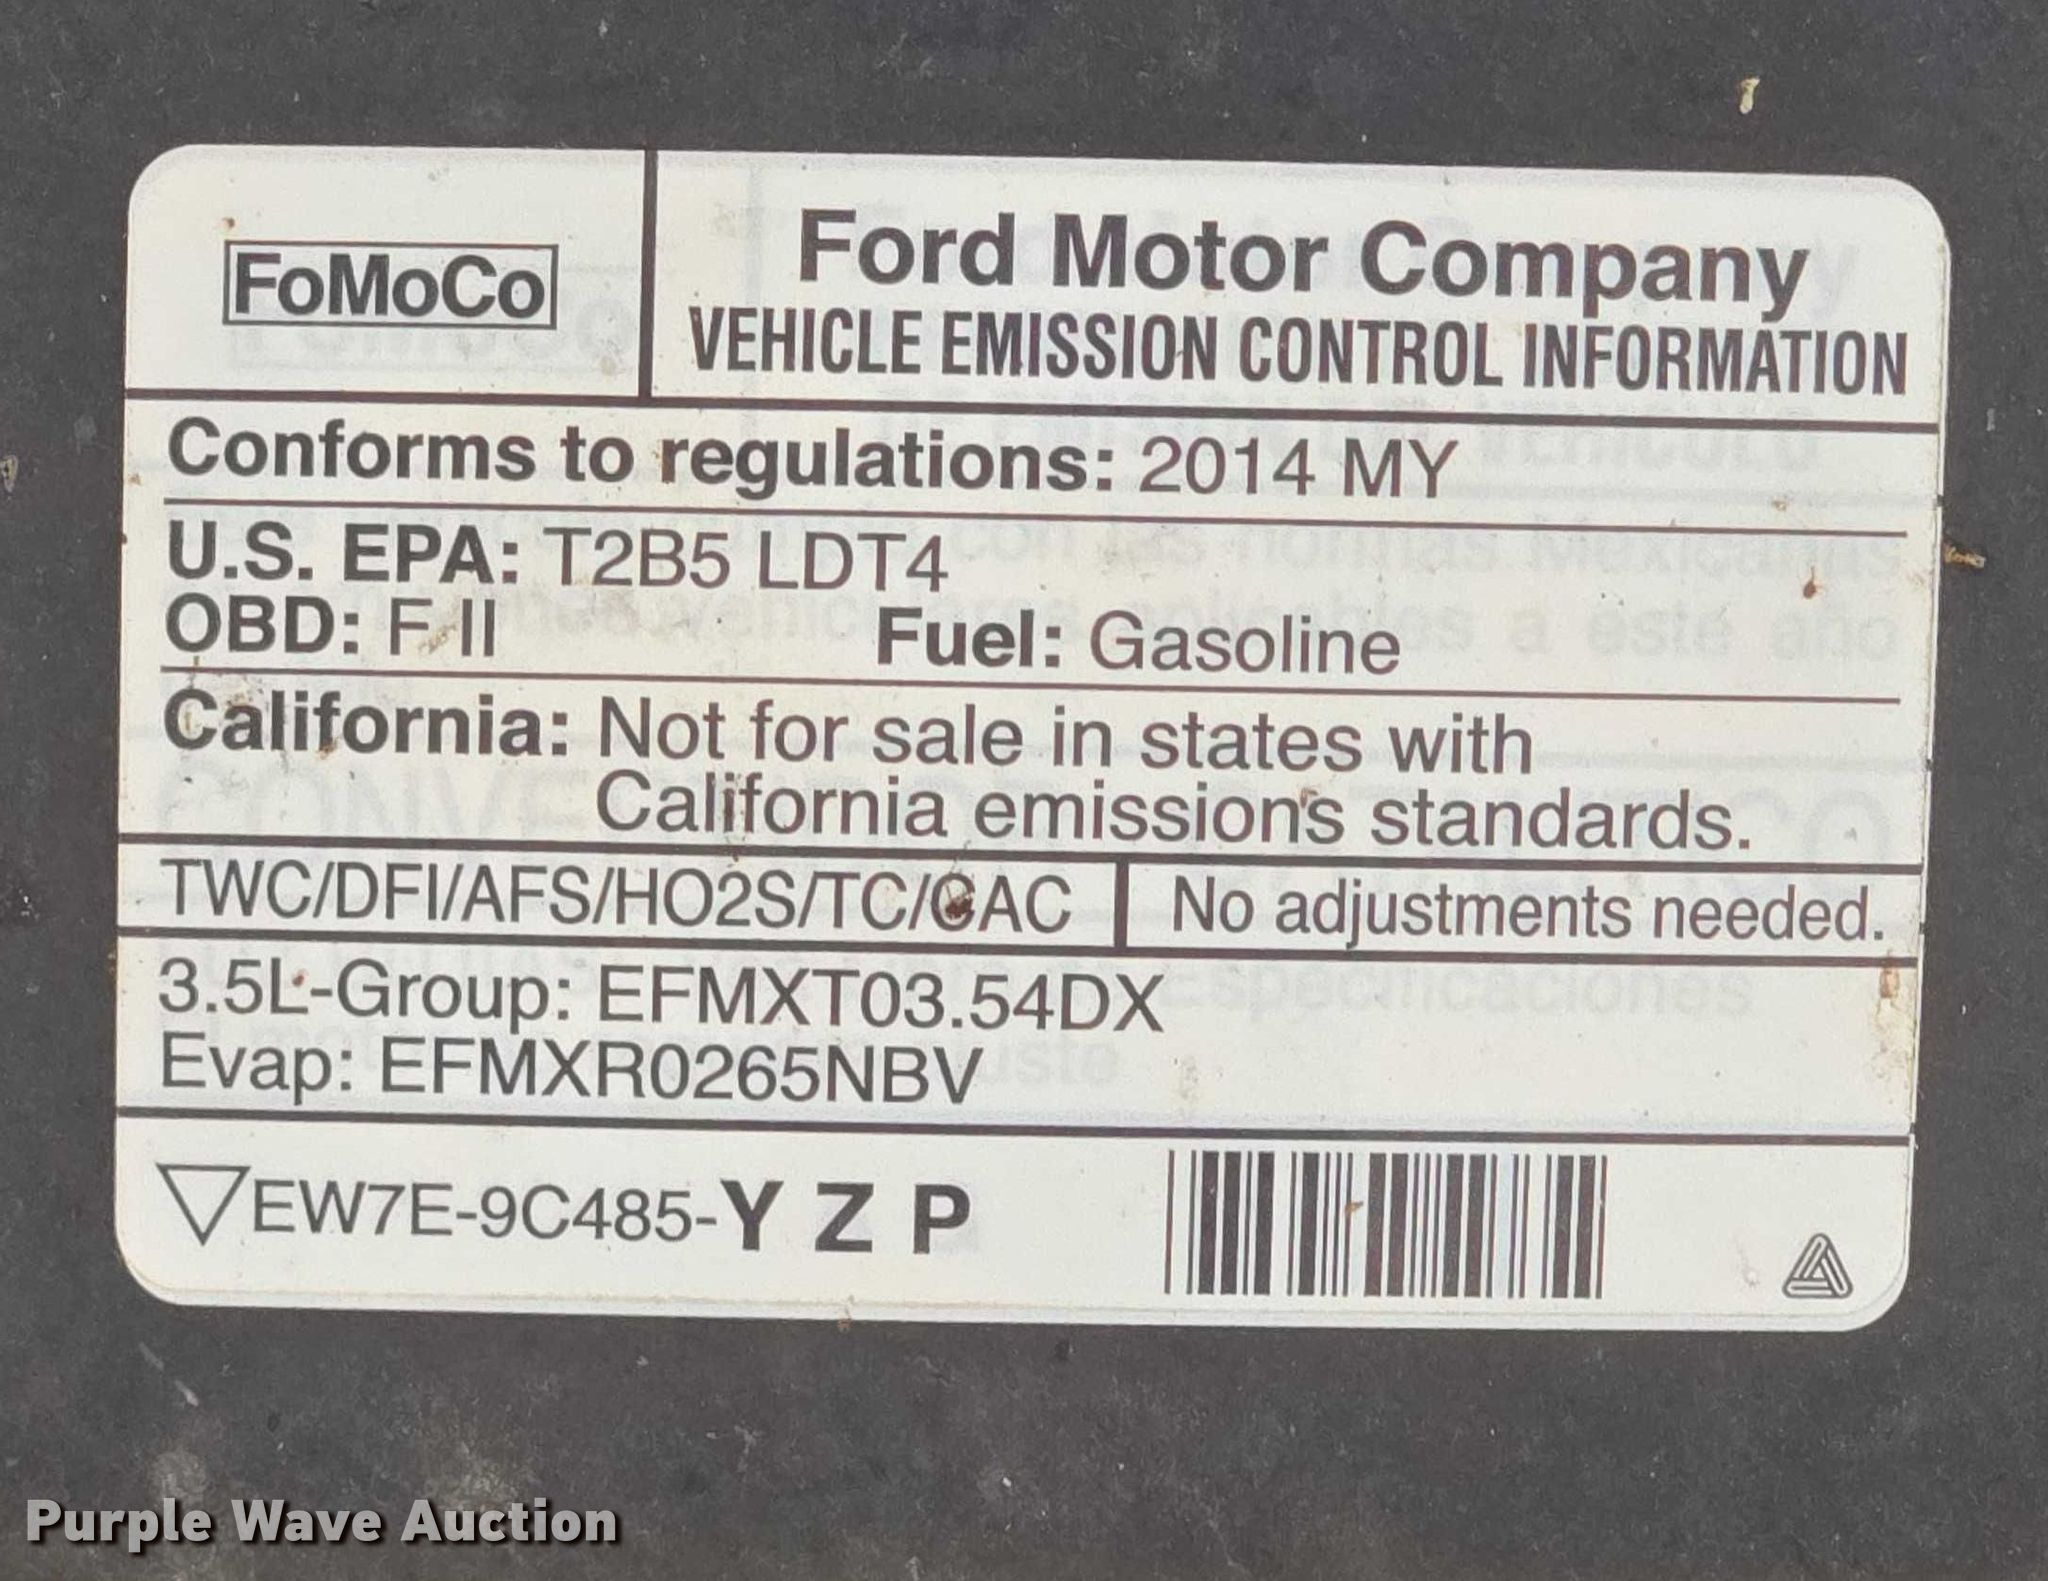 FoMoCo
Ford Motor Company
VEHICLE EMISSION CONTROL INFORMATION
Conforms to regulations: 2014 MY
U.S. EPA: T2B5 LDT4
OBD: F II Fuel: Gasoline
California: Not for sale in states with
California emissions standards.
TWC/DFI/AFS/HO2S/TC/CAC No adjustments needed.
3.5L-Group: EFMXT03.54DX
Evap: EFMXR0265NBV
EW7E-9C485-Y Z P
Purple Wave Auction